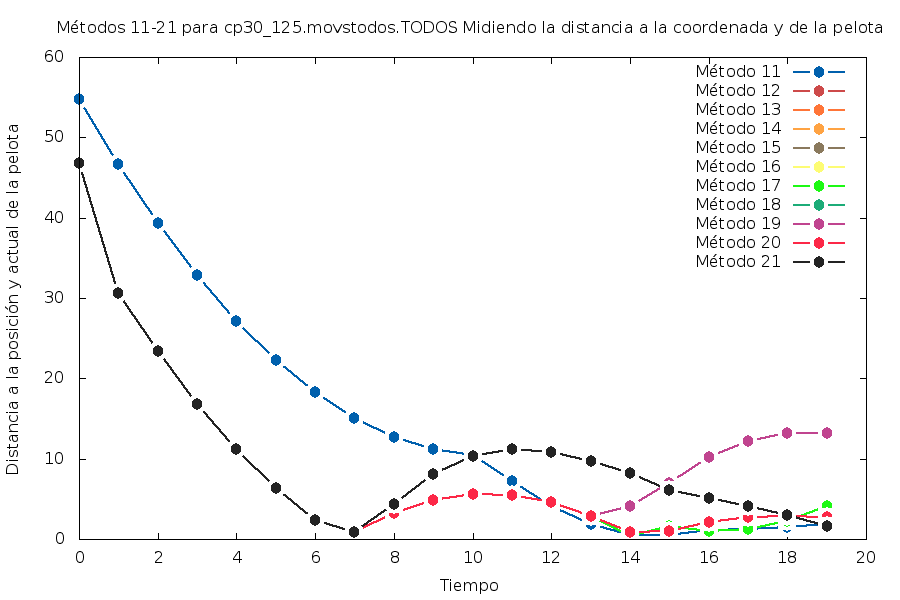 Métodos 11-21 para cp30_125.movstodos.TODOS Midiendo la distancia a la coordenada y de la pelota
Distancia a la posición y actual de la pelota
60
50
40
30
20
10
0
Método 11
Método 12
Método 13
Método 14
Método 15
Método 16
Método 17
Método 18
Método 19
Método 20
Método 21
0 2 4 6 8 10 12 14 16 18 20
Tiempo